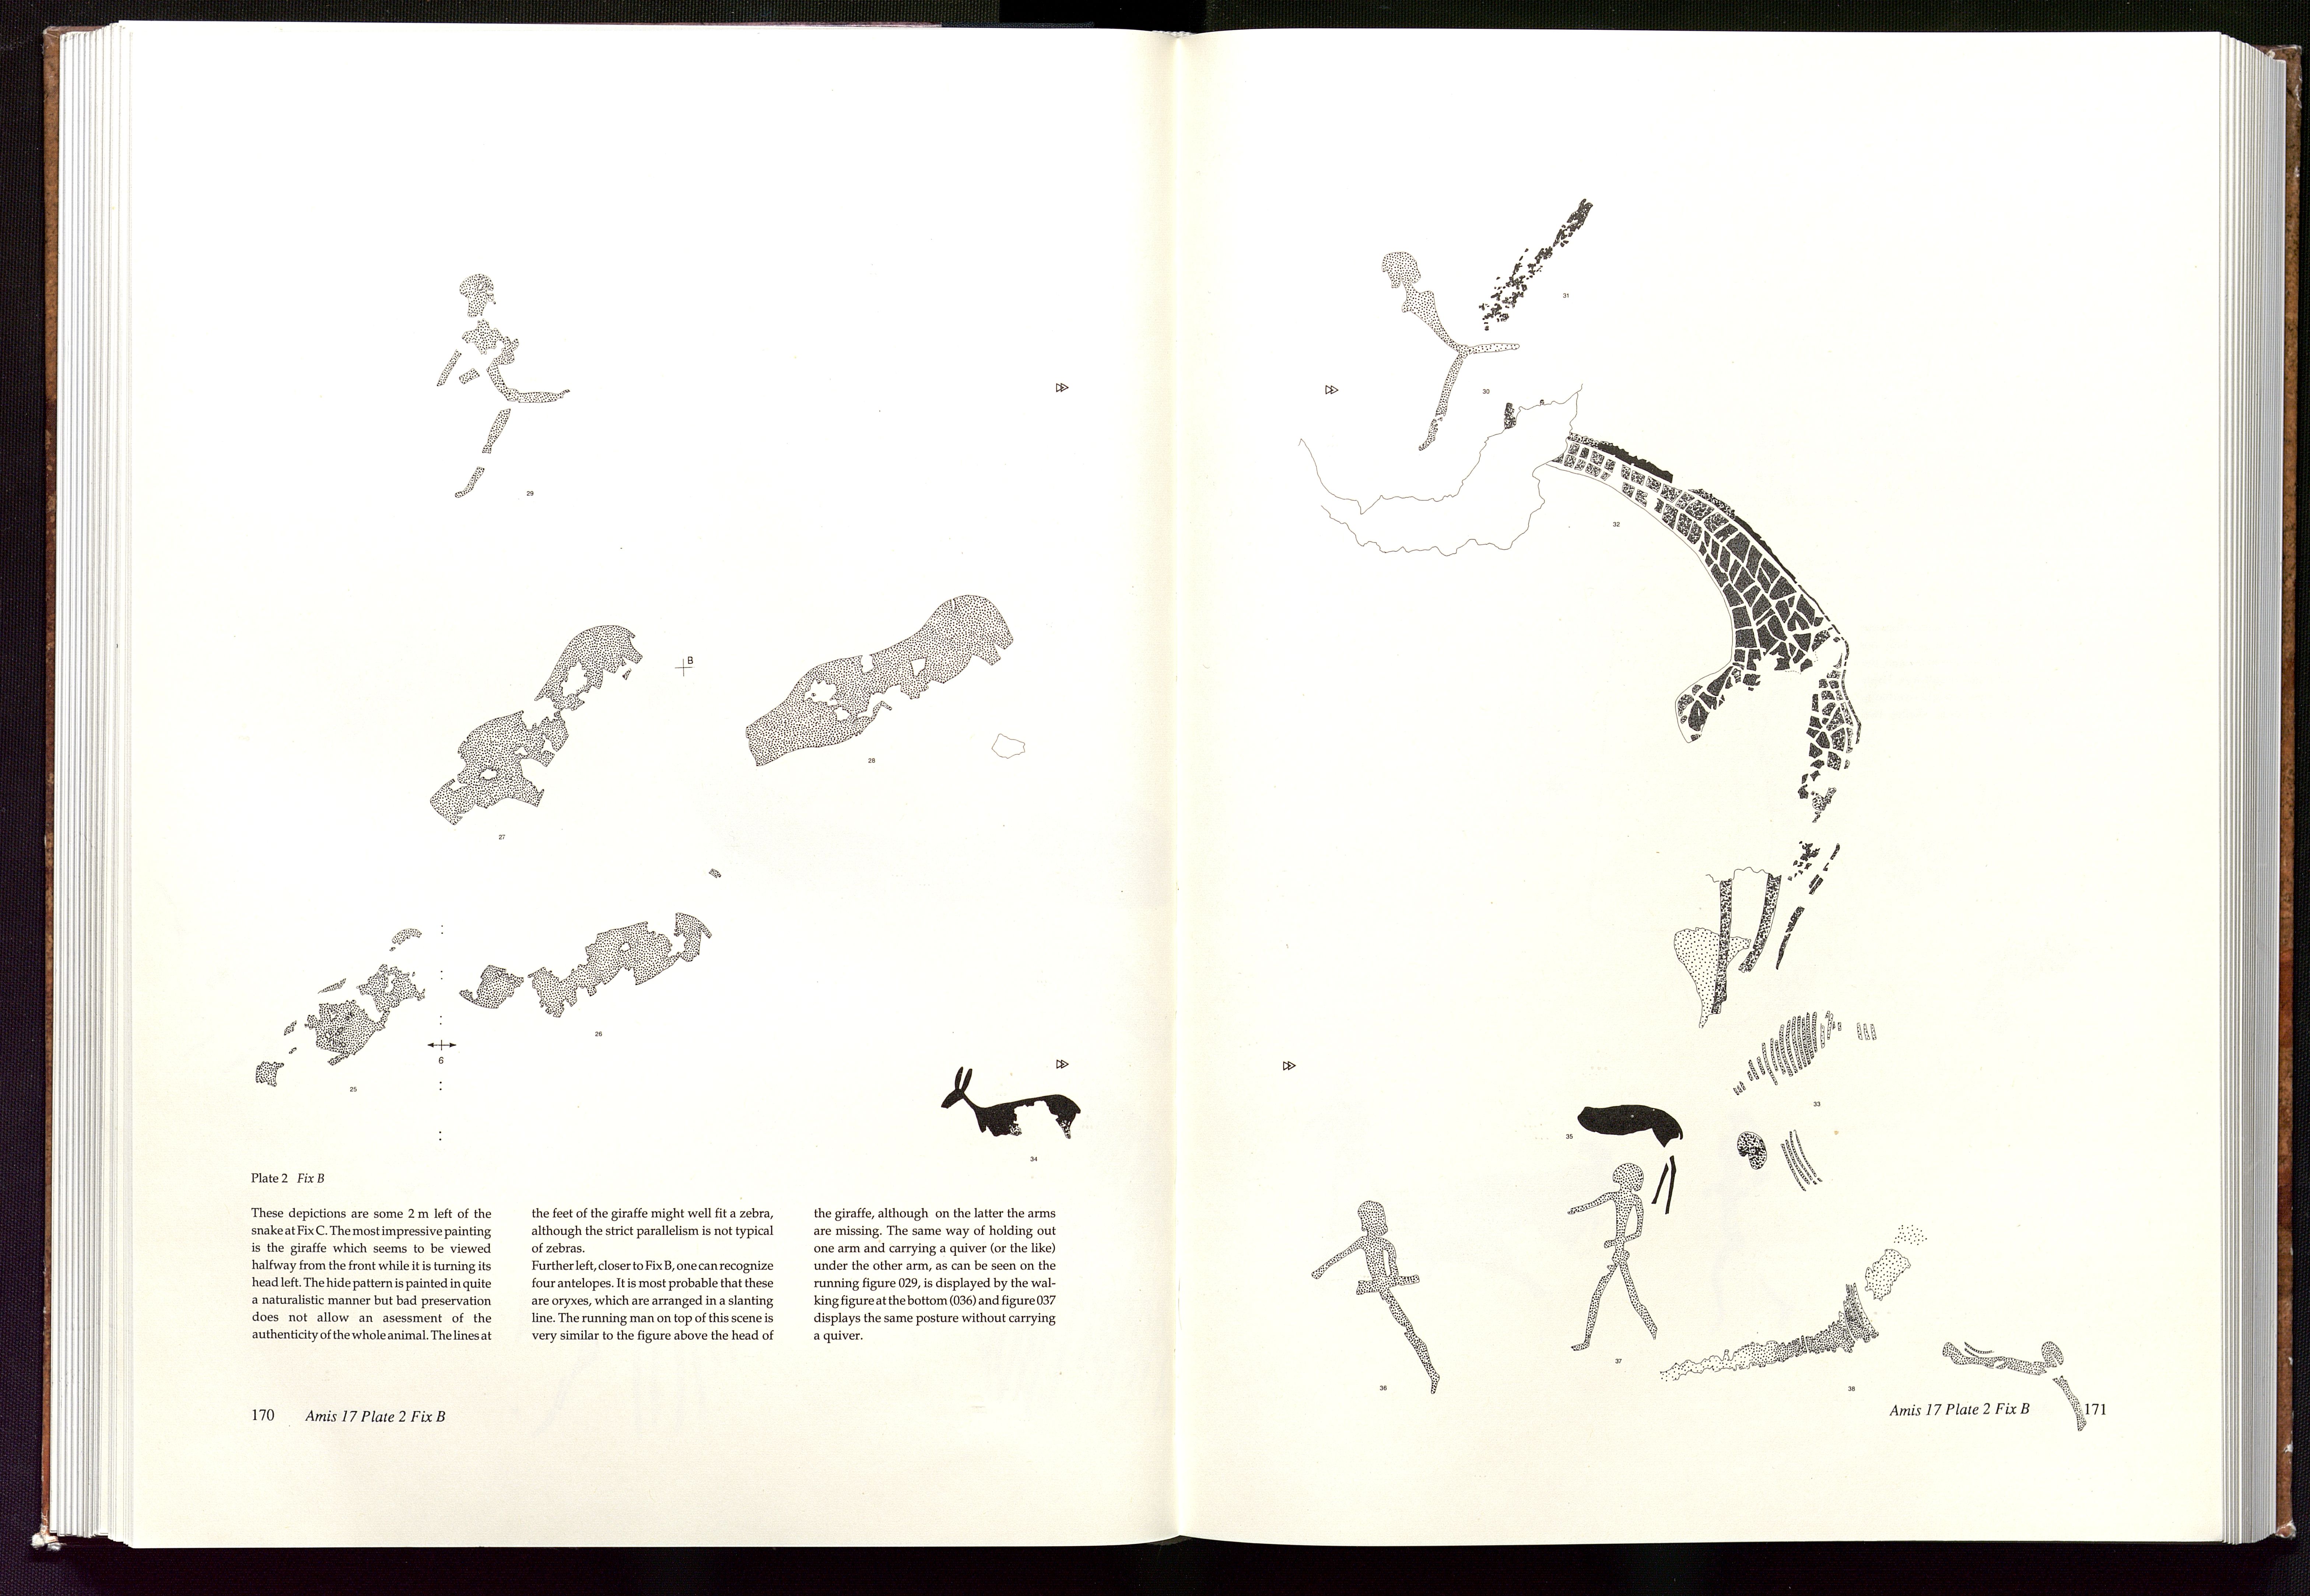 29
B
28
27
26
6
25
34
Plate 2 Fix B
These depictions are some 2 m left of the
snake at Fix C. The most impressive painting
is the giraffe which seems to be viewed
halfway from the front while it is turning its
head left. The hide pattern is painted in quite
a naturalistic manner but bad preservation
does not allow an asessment of the
authenticity of the whole animal. The lines at
the feet of the giraffe might well fit a zebra,
although the strict parallelism is not typical
of zebras.
Further left, closer to Fix B, one can recognize
four antelopes. It is most probable that these
are oryxes, which are arranged in a slanting
line. The running man on top of this scene is
very similar to the figure above the head of
the giraffe, although on the latter the arms
are missing. The same way of holding out
one arm and carrying a quiver (or the like)
under the other arm, as can be seen on the
running figure 029, is displayed by the wal-
king figure at the bottom (036) and figure 037
displays the same posture without carrying
a quiver.
170 Amis 17 Plate 2 Fix B
31
30
32
33
35
37
36
38
Amis 17 Plate 2 Fix B 171